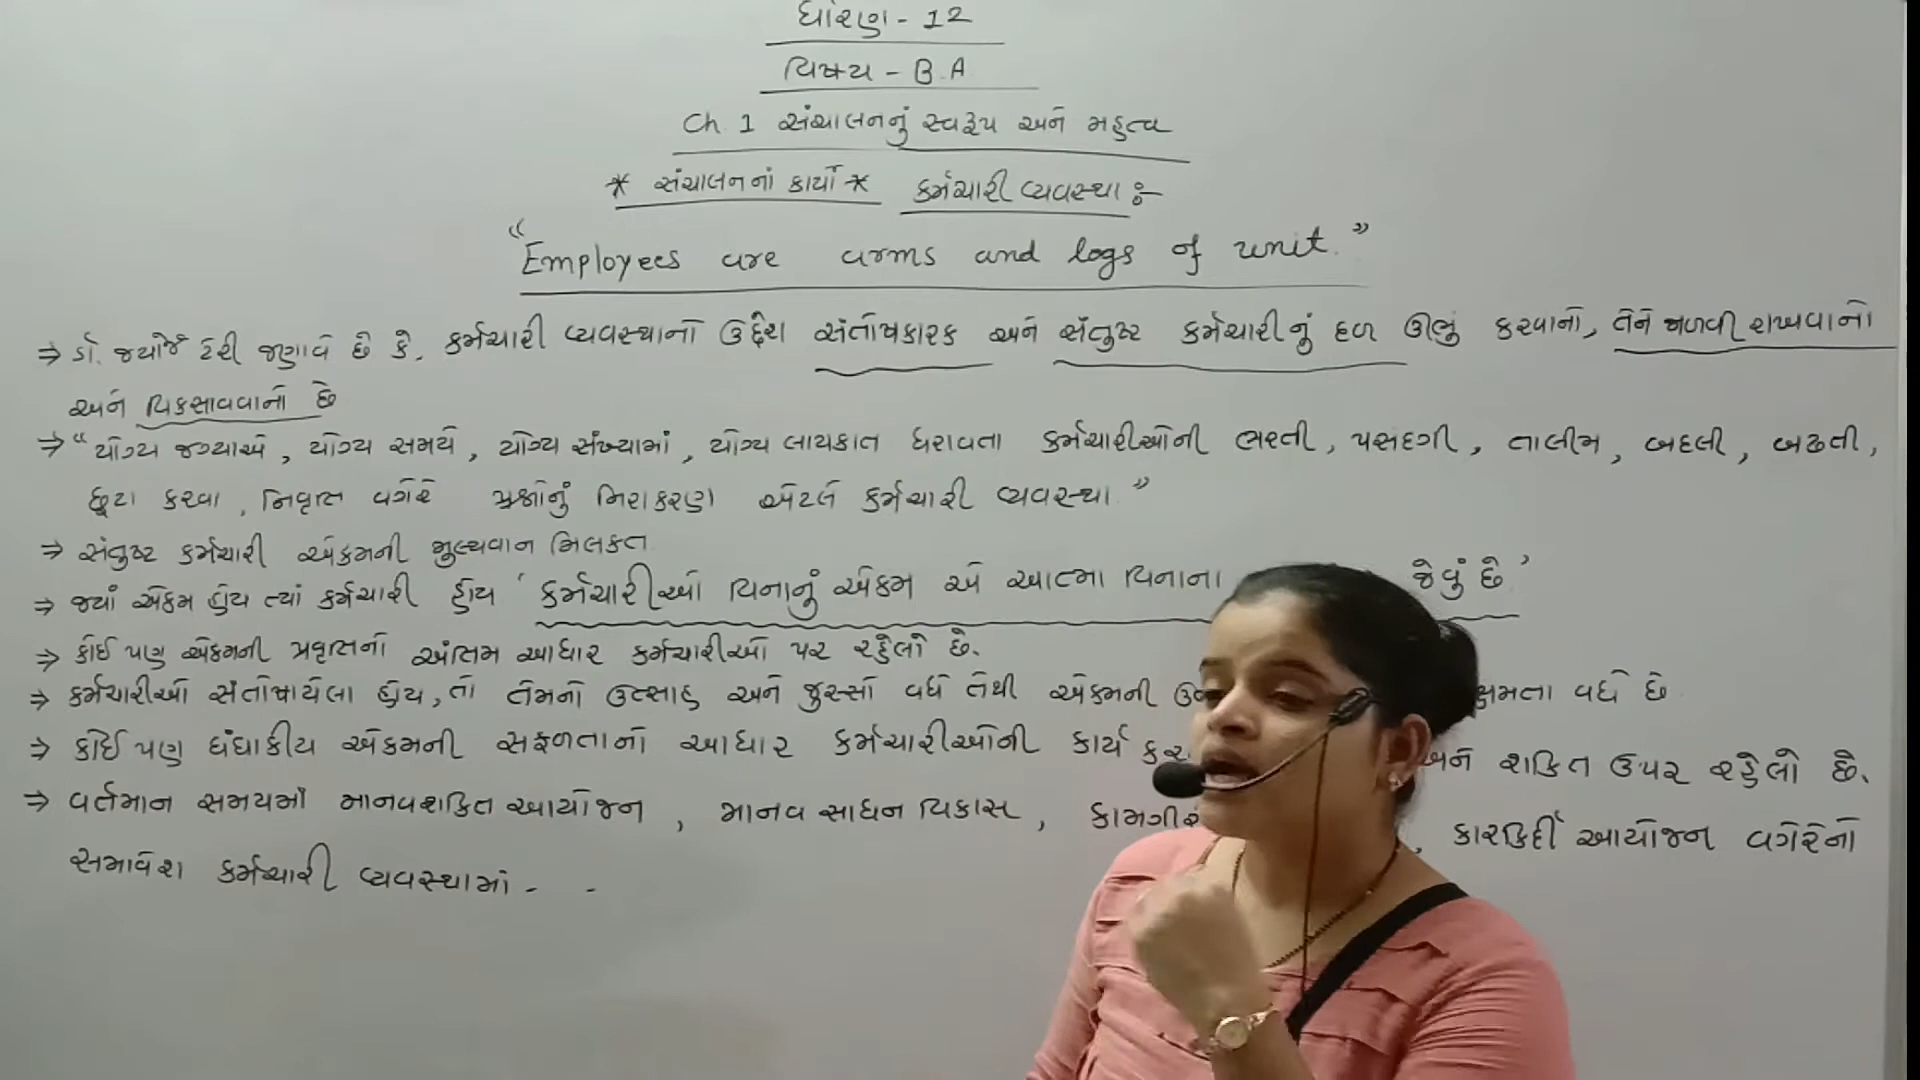 ધોરણ - 12
વિષય - B.A
Ch. 1 સંચાલનનું સ્વરૂપ અને મહત્વ
* સંચાલનનાં કાર્યો * કર્મચારી વ્યવસ્થા :-
"Employees are arms and legs of unit."
⇒ ડૉ. જ્યોર્જ ટેરી જણાવે છે કે, કર્મચારી વ્યવસ્થાનો ઉદ્દેશ સંતોષકારક અને સંતુષ્ટ કર્મચારીનું દળ ઊભું કરવાનો, તેને જાળવી રાખવાનો
અને વિકસાવવાનો છે
⇒ "યોગ્ય જગ્યાએ, યોગ્ય સમયે, યોગ્ય સંખ્યામાં, યોગ્ય લાયકાત ધરાવતા કર્મચારીઓની ભરતી, પસંદગી, તાલીમ, બદલી, બઢતી,
છૂટા કરવા, નિવૃત્તિ વગેરે પ્રશ્નોનું નિરાકરણ એટલે કર્મચારી વ્યવસ્થા."
⇒ સંતુષ્ટ કર્મચારી એકમની મુલ્યવાન મિલકત
⇒ જ્યાં એકમ હોય ત્યાં કર્મચારી હોય 'કર્મચારીઓ વિનાનું એકમ એ આત્મા વિનાના જેવું છે.'
⇒ કોઈ પણ એકમની પ્રવૃત્તિનો અંતિમ આધાર કર્મચારીઓ પર રહેલો છે.
⇒ કર્મચારીઓ સંતોષાયેલા હોય, તો તેમનો ઉત્સાહ અને જુસ્સો વધે તેથી એકમની ક્ષમતા વધે છે
⇒ કોઈ પણ ધંધાકીય એકમની સફળતાનો આધાર કર્મચારીઓની કાર્ય અને શક્તિ ઉપર રહેલો છે.
⇒ વર્તમાન સમયમાં માનવશક્તિ આયોજન, માનવ સાધન વિકાસ, , કારકિર્દી આયોજન વગેરેનો
સમાવેશ કર્મચારી વ્યવસ્થામાં - -